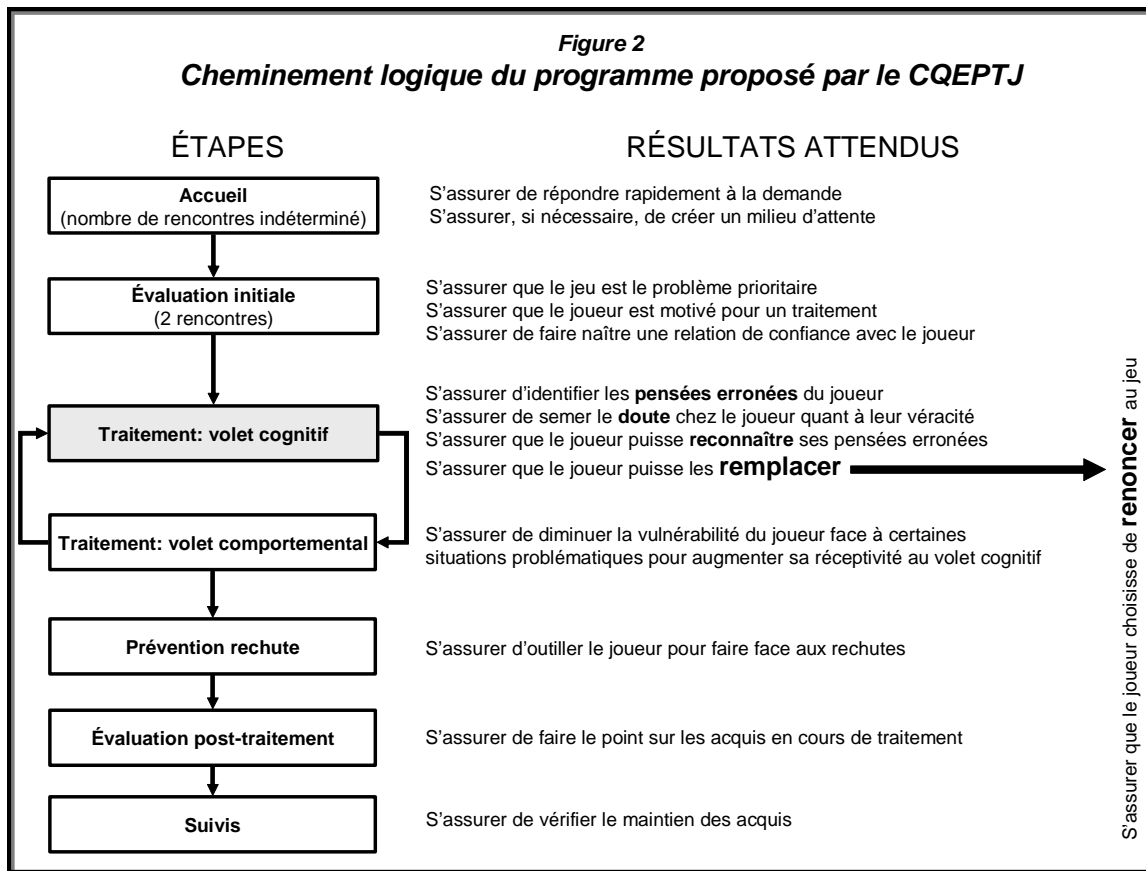 Figure 2
Cheminement logique du programme proposé par le CQEPTJ
ÉTAPES
RÉSULTATS ATTENDUS
Accueil
(nombre de rencontres indéterminé)
S'assurer de répondre rapidement à la demande
S'assurer, si nécessaire, de créer un milieu d'attente
Évaluation initiale
(2 rencontres)
S'assurer que le jeu est le problème prioritaire
S'assurer que le joueur est motivé pour un traitement
S'assurer de faire naître une relation de confiance avec le joueur
Traitement: volet cognitif
S'assurer d'identifier les pensées erronées du joueur
S'assurer de semer le doute chez le joueur quant à leur véracité
S'assurer que le joueur puisse reconnaître ses pensées erronées
S'assurer que le joueur puisse les remplacer
Traitement: volet comportemental
S'assurer de diminuer la vulnérabilité du joueur face à certaines
situations problématiques pour augmenter sa réceptivité au volet cognitif
Prévention rechute
S'assurer d'outiller le joueur pour faire face aux rechutes
Évaluation post-traitement
S'assurer de faire le point sur les acquis en cours de traitement
Suivis
S'assurer de vérifier le maintien des acquis
S'assurer que le joueur choisisse de renoncer au jeu